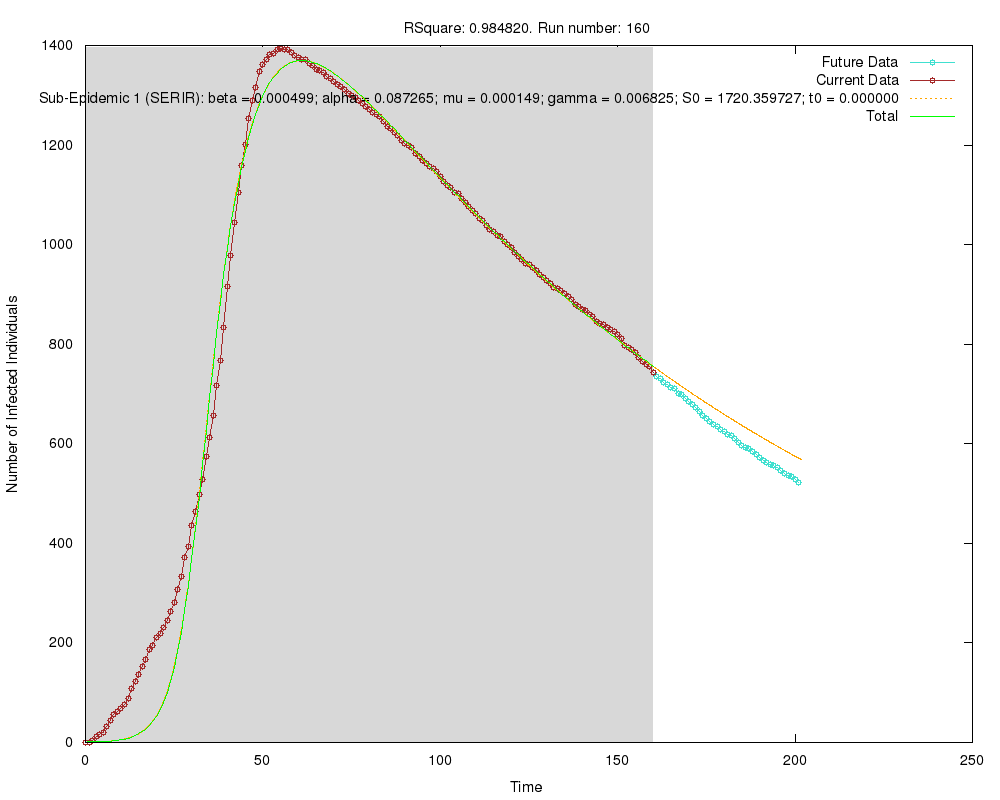 RSquare: 0.984820. Run number: 160
Future Data
Current Data
Sub-Epidemic 1 (SERIR): beta = 0.000499; alpha = 0.087265; mu = 0.000149; gamma = 0.006825; S0 = 1720.359727; t0 = 0.000000
Total
1400
1200
1000
800
600
400
200
0
Number of Infected Individuals
0 50 100 150 200 250
Time